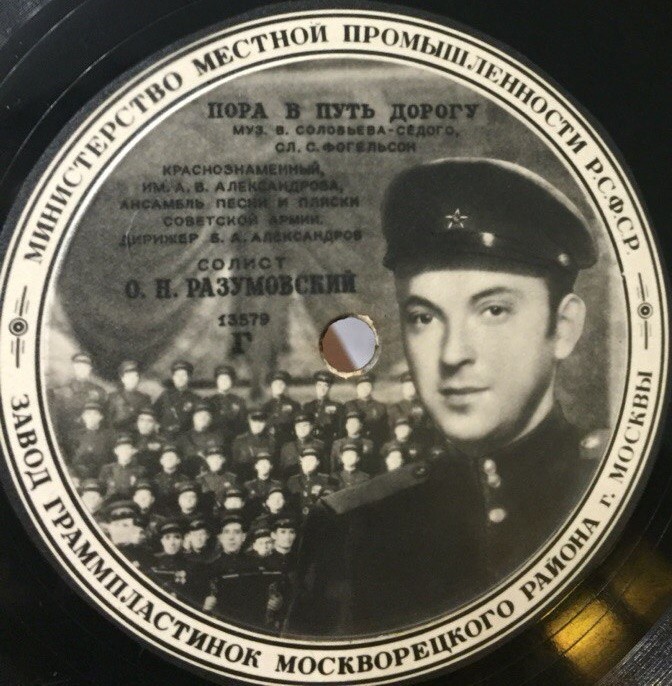 МИНИСТЕРСТВО МЕСТНОЙ ПРОМЫШЛЕННОСТИ Р.С.Ф.С.Р.
ПОРА В ПУТЬ ДОРОГУ
МУЗ. В. СОЛОВЬЕВА-СЕДОГО,
СЛ. С. ФОГЕЛЬСОН
КРАСНОЗНАМЕННЫЙ,
ИМ. А. В. АЛЕКСАНДРОВА,
АНСАМБЛЬ ПЕСНИ И ПЛЯСКИ
СОВЕТСКОЙ АРМИИ.
ДИРИЖЕР Б. А. АЛЕКСАНДРОВ
СОЛИСТ
О. Н. РАЗУМОВСКИЙ
13579
Г
ЗАВОД ГРАММПЛАСТИНОК МОСКВОРЕЦКОГО РАЙОНА г. МОСКВЫ